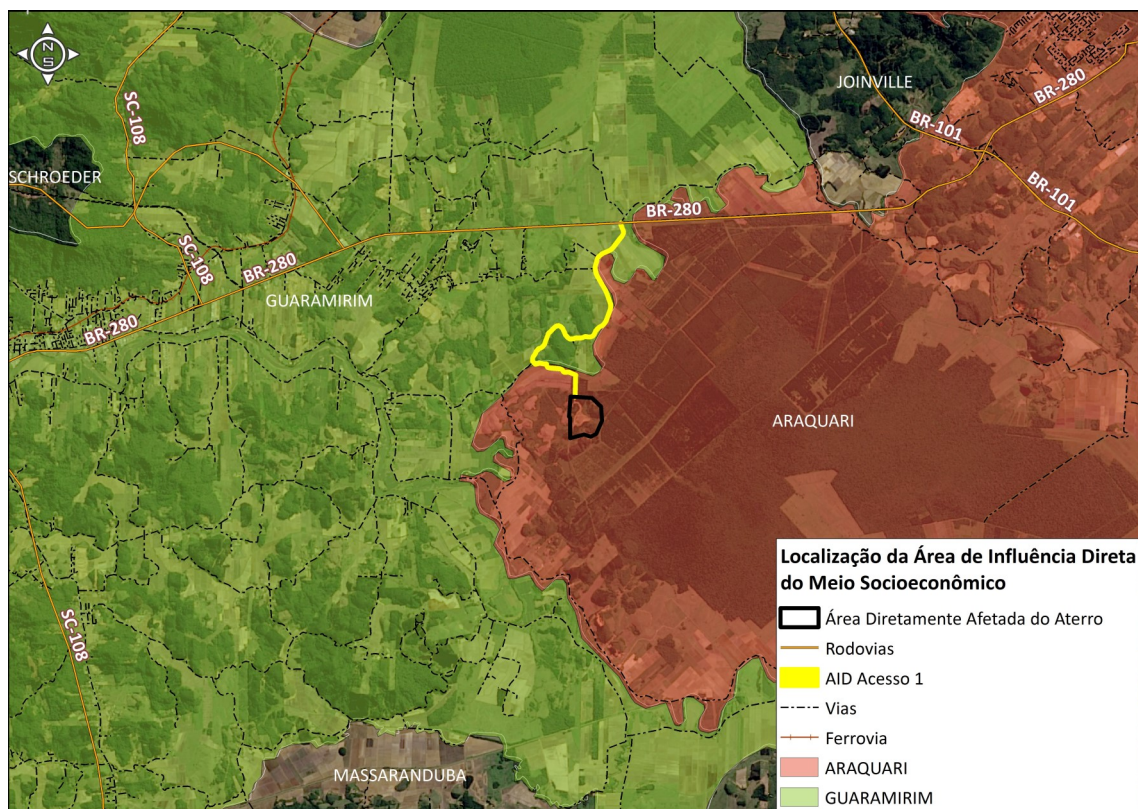 N
S
JOINVILLE
BR-280
SC-108
BR-101
SCHROEDER
BR-101
BR-280
SC-108
BR-280
GUARAMIRIM
BR-280
ARAQUARI
SC-108
MASSARANDUBA
Localização da Área de Influência Direta
do Meio Socioeconômico
Área Diretamente Afetada do Aterro
Rodovias
AID Acesso 1
Vias
Ferrovia
ARAQUARI
GUARAMIRIM